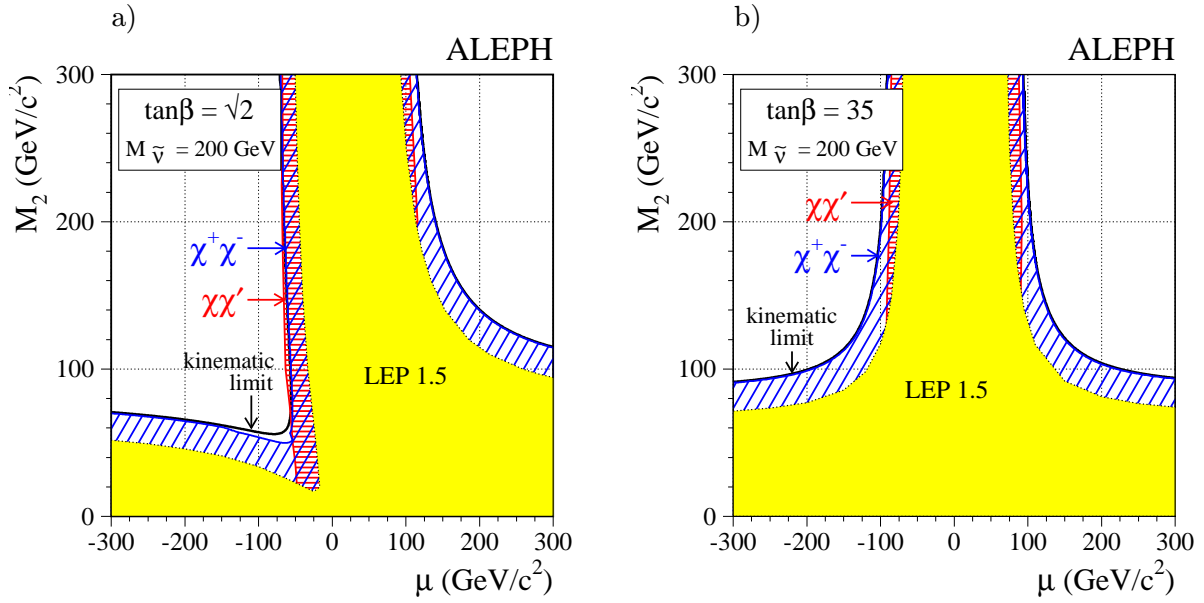 a)
ALEPH
M₂ (GeV/c²)
300
200
100
0
tanβ = √2
M ν̃ = 200 GeV
χ⁺χ⁻
χχ′
kinematic
limit
LEP 1.5
-300 -200 -100 0 100 200 300
μ (GeV/c²)
b)
ALEPH
M₂ (GeV/c²)
300
200
100
0
tanβ = 35
M ν̃ = 200 GeV
χχ′
χ⁺χ⁻
kinematic
limit
LEP 1.5
-300 -200 -100 0 100 200 300
μ (GeV/c²)